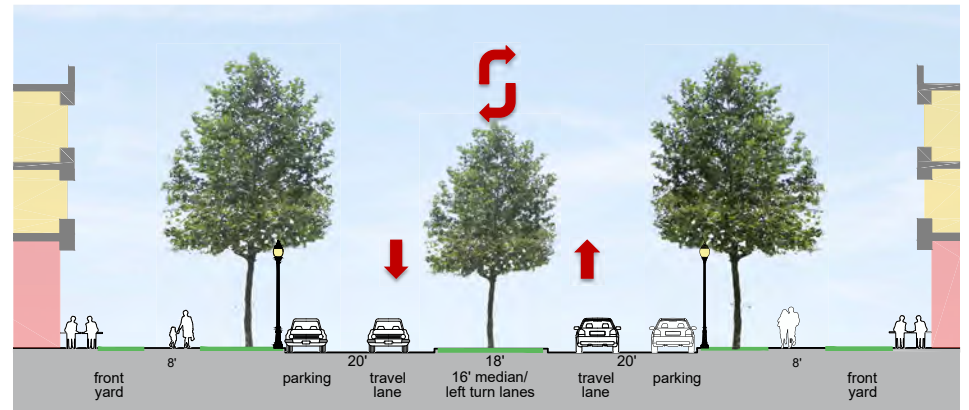 8' 20' 18' 20' 8'
front yard
parking
travel lane
16' median/
left turn lanes
travel lane
parking
front yard